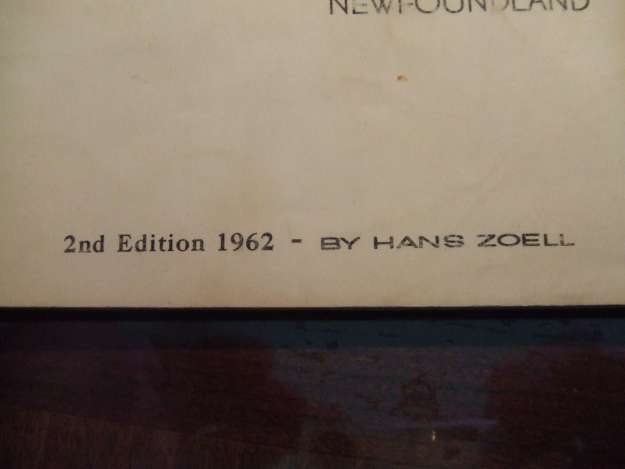 NEWFOUNDLAND
2nd Edition 1962 - BY HANS ZOELL